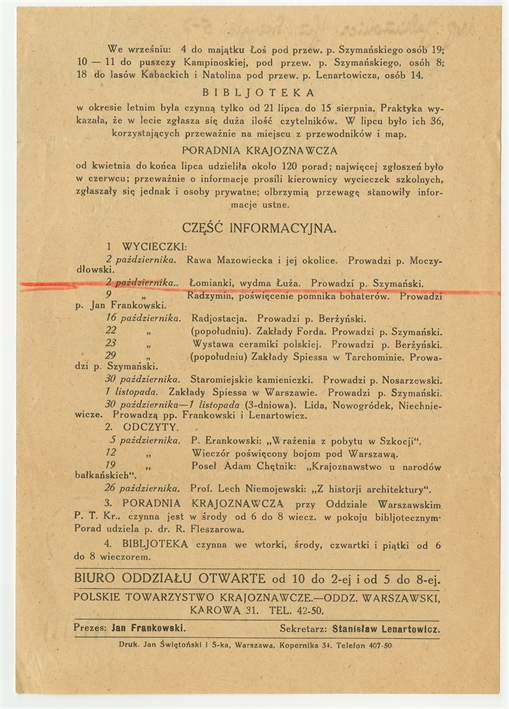 We wrześniu: 4 do majątku Łoś pod przew. p. Szymańskiego osób 19;
10 — 11 do puszczy Kampinoskiej, pod przew. p. Szymańskiego, osób 8;
18 do lasów Kabackich i Natolina pod przew. p. Lenartowicza, osób 14.
BIBLJOTEKA
w okresie letnim była czynną tylko od 21 lipca do 15 sierpnia. Praktyka wy-
kazała, że w lecie zgłasza się duża ilość czytelników. W lipcu było ich 36,
korzystających przeważnie na miejscu z przewodników i map.
PORADNIA KRAJOZNAWCZA
od kwietnia do końca lipca udzieliła około 120 porad; najwięcej zgłoszeń było
w czerwcu; przeważnie o informacje prosili kierownicy wycieczek szkolnych,
zgłaszały się jednak i osoby prywatne; olbrzymią przewagę stanowiły infor-
macje ustne.
CZĘŚĆ INFORMACYJNA.
1 WYCIECZKI:
2 października. Rawa Mazowiecka i jej okolice. Prowadzi p. Moczy-
dłowski.
2 października.. Łomianki, wydma Łuża. Prowadzi p. Szymański.
9 „ Radzymin, poświęcenie pomnika bohaterów. Prowadzi
p. Jan Frankowski.
16 października. Radjostacja. Prowadzi p. Berżyński.
22 „ (popołudniu). Zakłady Forda. Prowadzi p. Szymański.
23 „ Wystawa ceramiki polskiej. Prowadzi p. Berżyński.
29 „ (popołudniu) Zakłady Spiessa w Tarchominie. Prowa-
dzi p. Szymański.
30 października. Staromiejskie kamieniczki. Prowadzi p. Nosarzewski.
1 listopada. Zakłady Spiessa w Warszawie. Prowadzi p. Szymański.
30 października—1 listopada (3-dniowa). Lida, Nowogródek, Niechnie-
wicze. Prowadzą pp. Frankowski i Lenartowicz.
2. ODCZYTY.
5 października. P. Erankowski: „Wrażenia z pobytu w Szkocji“.
12 „ Wieczór poświęcony bojom pod Warszawą.
19 „ Poseł Adam Chętnik: „Krajoznawstwo u narodów
bałkańskich“.
26 października. Prof. Lech Niemojewski: „Z historji architektury“.
3. PORADNIA KRAJOZNAWCZA przy Oddziale Warszawskim
P. T. Kr.. czynna jest w środy od 6 do 8 wiecz. w pokoju bibljotecznym·
Porad udziela p. dr. R. Fleszarowa.
4. BIBLJOTEKA czynna we wtorki, środy, czwartki i piątki od 6
do 8 wieczorem.
BIURO ODDZIAŁU OTWARTE od 10 do 2-ej i od 5 do 8-ej.
POLSKIE TOWARZYSTWO KRAJOZNAWCZE.—ODDZ. WARSZAWSKI,
KAROWA 31. TEL. 42-50.
Prezes: Jan Frankowski. Sekretarz: Stanisław Lenartowicz.
Druk. Jan Świętoński i S-ka, Warszawa, Kopernika 34. Telefon 407-50